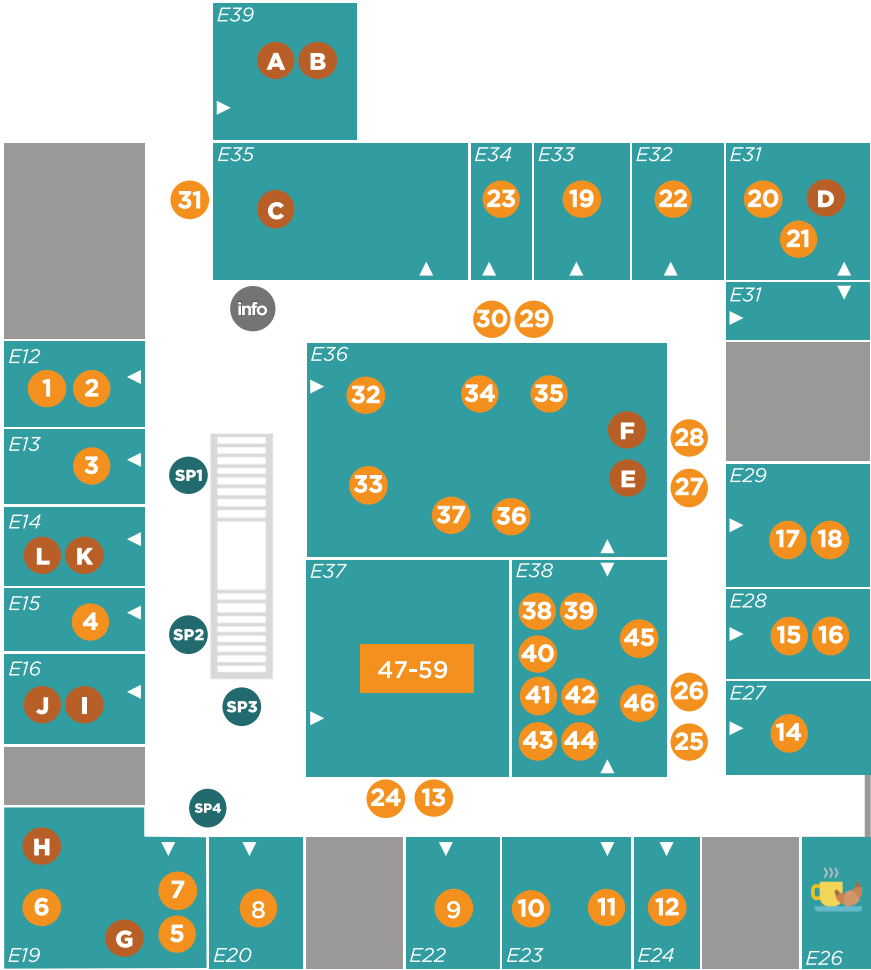 E39
A B
E35
E34
E33
E32
E31
31
C
23
19
22
20
D
21
info
30 29
E31
E12
1 2
E36
32
34
35
F
28
E13
3
SP1
33
E
27
E29
E14
L K
37
36
17 18
E15
4
SP2
E37
E38
38 39
40
45
E28
15 16
E16
J I
SP3
47-59
41 42
46
26
43 44
25
E27
14
SP4
24 13
H
6
7
5
G
E19
8
E20
9
E22
10
11
E23
12
E24
E26